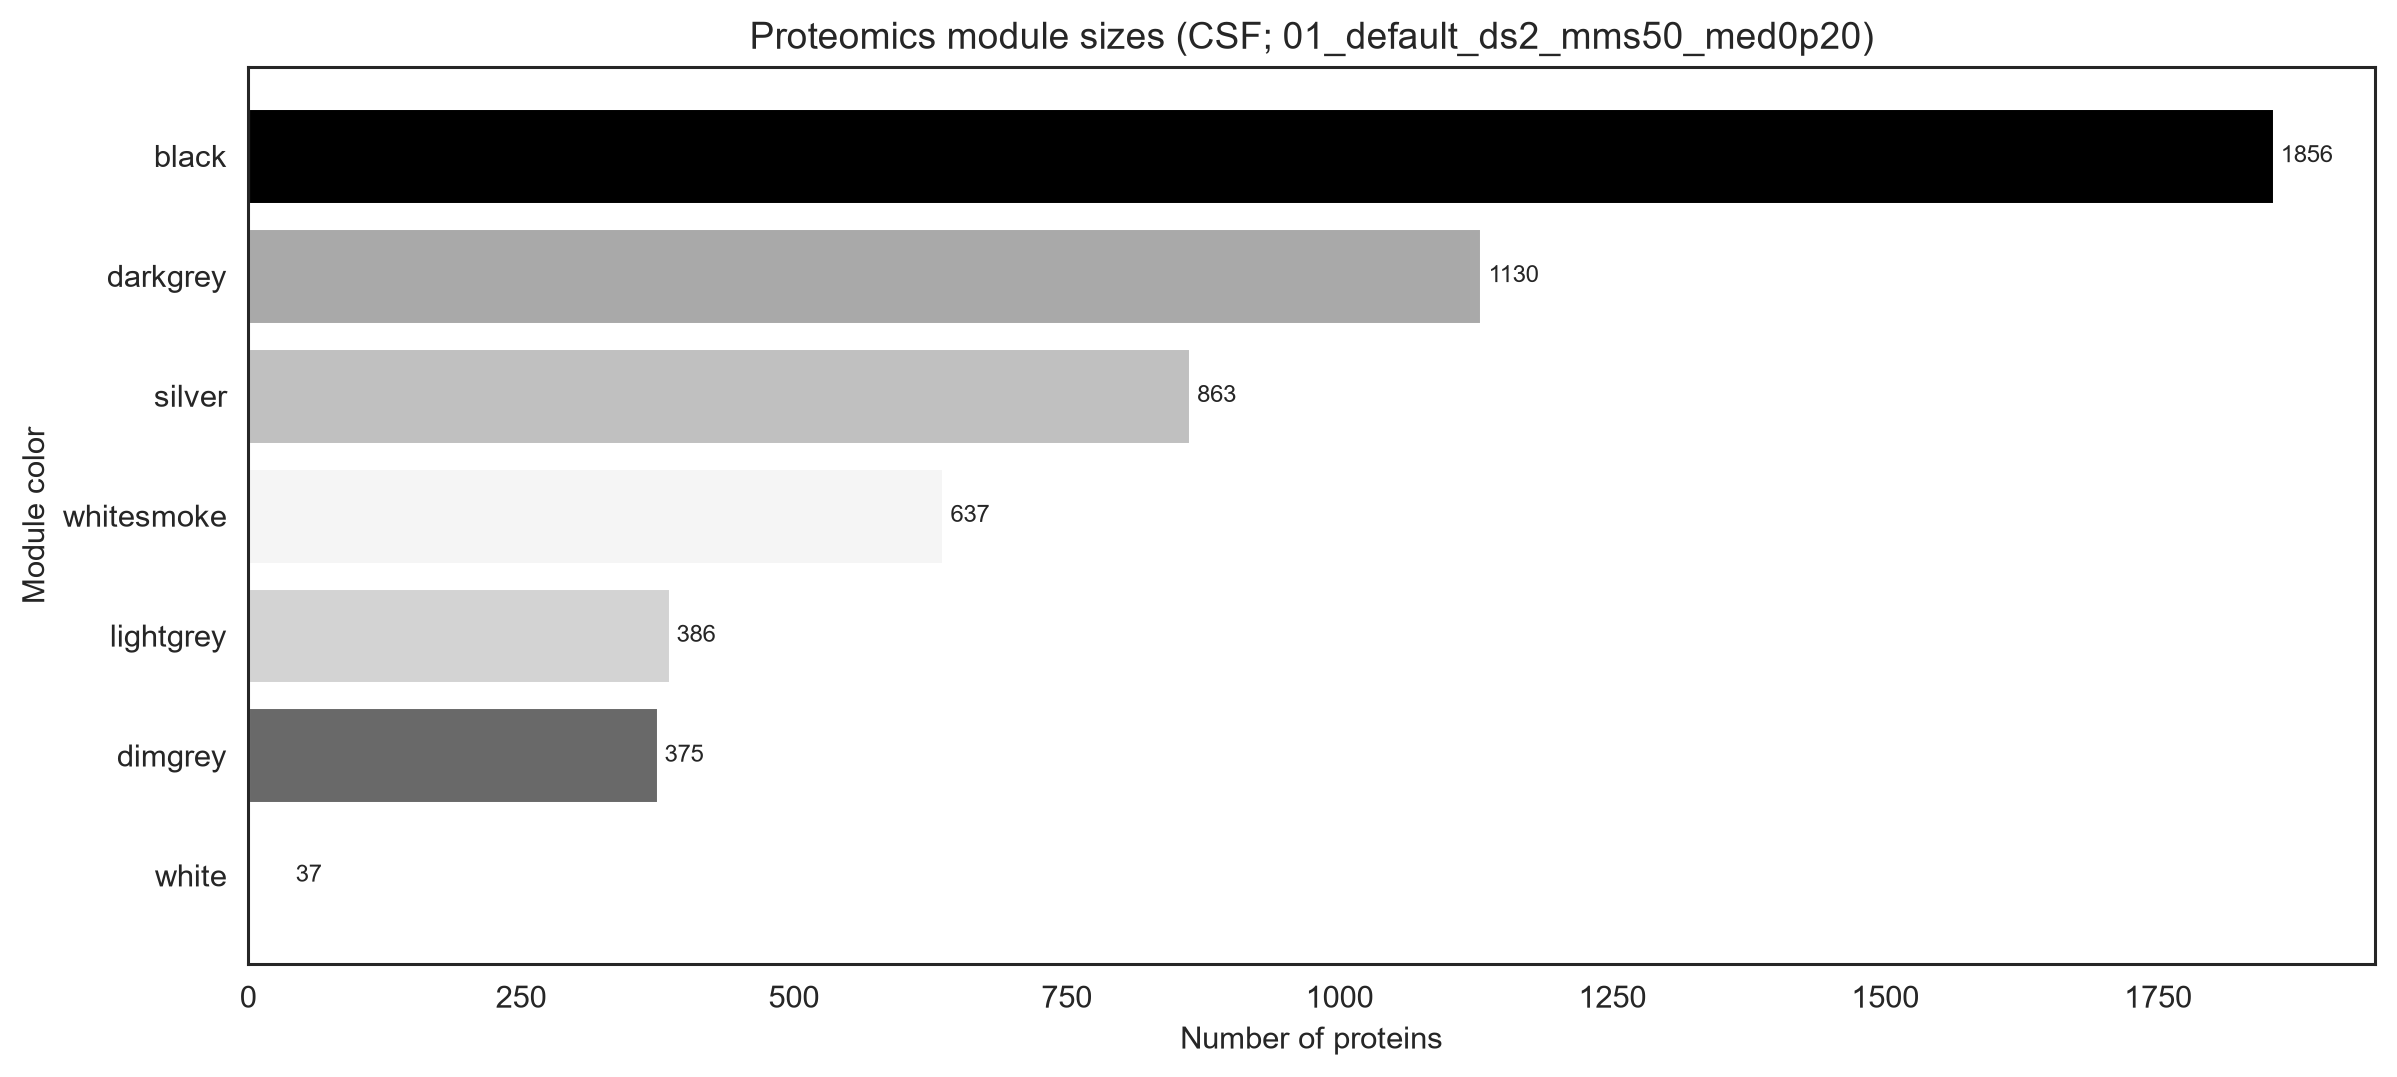 Proteomics module sizes (CSF; 01_default_ds2_mms50_med0p20)
Module color
black
1856
darkgrey
1130
silver
863
whitesmoke
637
lightgrey
386
dimgrey
375
white
37
0 250 500 750 1000 1250 1500 1750
Number of proteins